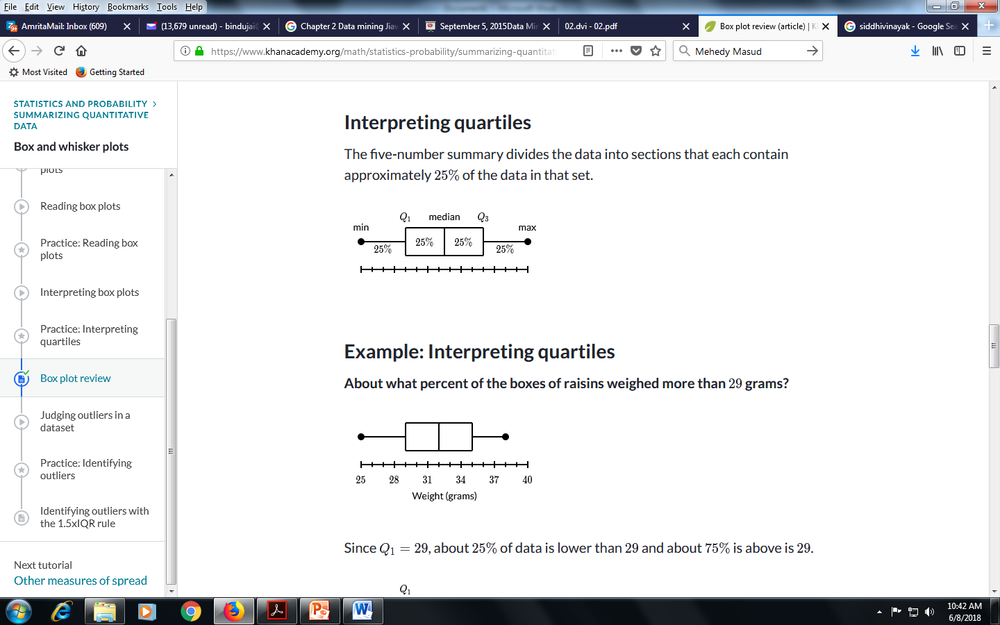 File Edit View History Bookmarks Tools Help
AmritaMail: Inbox (609)
(13,679 unread) - bindujai
Chapter 2 Data mining Jiav
September 5, 2015Data Mi
02.dvi - 02.pdf
Box plot review (article) | K
siddhivinayak - Google Se
https://www.khanacademy.org/math/statistics-probability/summarizing-quantitat
Mehedy Masud
Most Visited Getting Started
STATISTICS AND PROBABILITY >
SUMMARIZING QUANTITATIVE
DATA
Box and whisker plots
plots
Reading box plots
Practice: Reading box
plots
Interpreting box plots
Practice: Interpreting
quartiles
Box plot review
Judging outliers in a
dataset
Practice: Identifying
outliers
Identifying outliers with
the 1.5xIQR rule
Next tutorial
Other measures of spread
Interpreting quartiles
The five-number summary divides the data into sections that each contain
approximately 25% of the data in that set.
Q1 median Q3
min max
25% 25% 25% 25%
Example: Interpreting quartiles
About what percent of the boxes of raisins weighed more than 29 grams?
25 28 31 34 37 40
Weight (grams)
Since Q1 = 29, about 25% of data is lower than 29 and about 75% is above is 29.
Q1
10:42 AM
6/8/2018